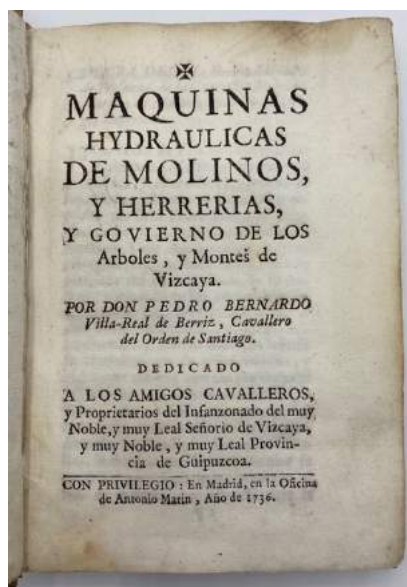 ✠
MAQUINAS
HYDRAULICAS
DE MOLINOS,
Y HERRERIAS,
Y GOVIERNO DE LOS
Arboles, y Montes de
Vizcaya.
POR DON PEDRO BERNARDO
Villa-Real de Berriz, Cavallero
del Orden de Santiago.
DEDICADO
A LOS AMIGOS CAVALLEROS,
y Proprietarios del Infanzonado del muy
Noble, y muy Leal Señorio de Vizcaya,
y muy Noble, y muy Leal Provin-
cia de Guipuzcoa.
CON PRIVILEGIO: En Madrid, en la Oficina
de Antonio Marin, Año de 1736.